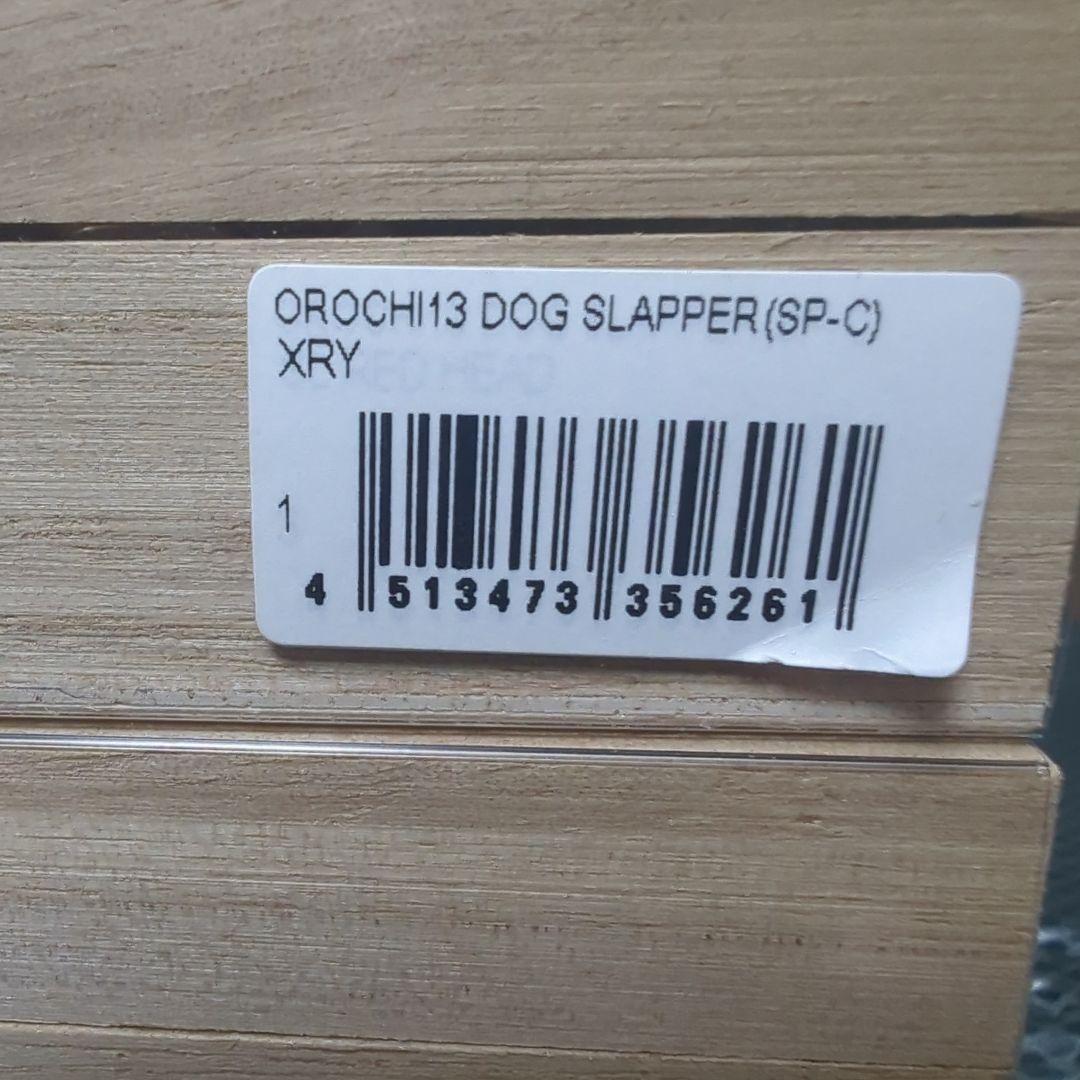 OROCHI13 DOG SLAPPER(SP-C)
XRY
1
4 513473 356261